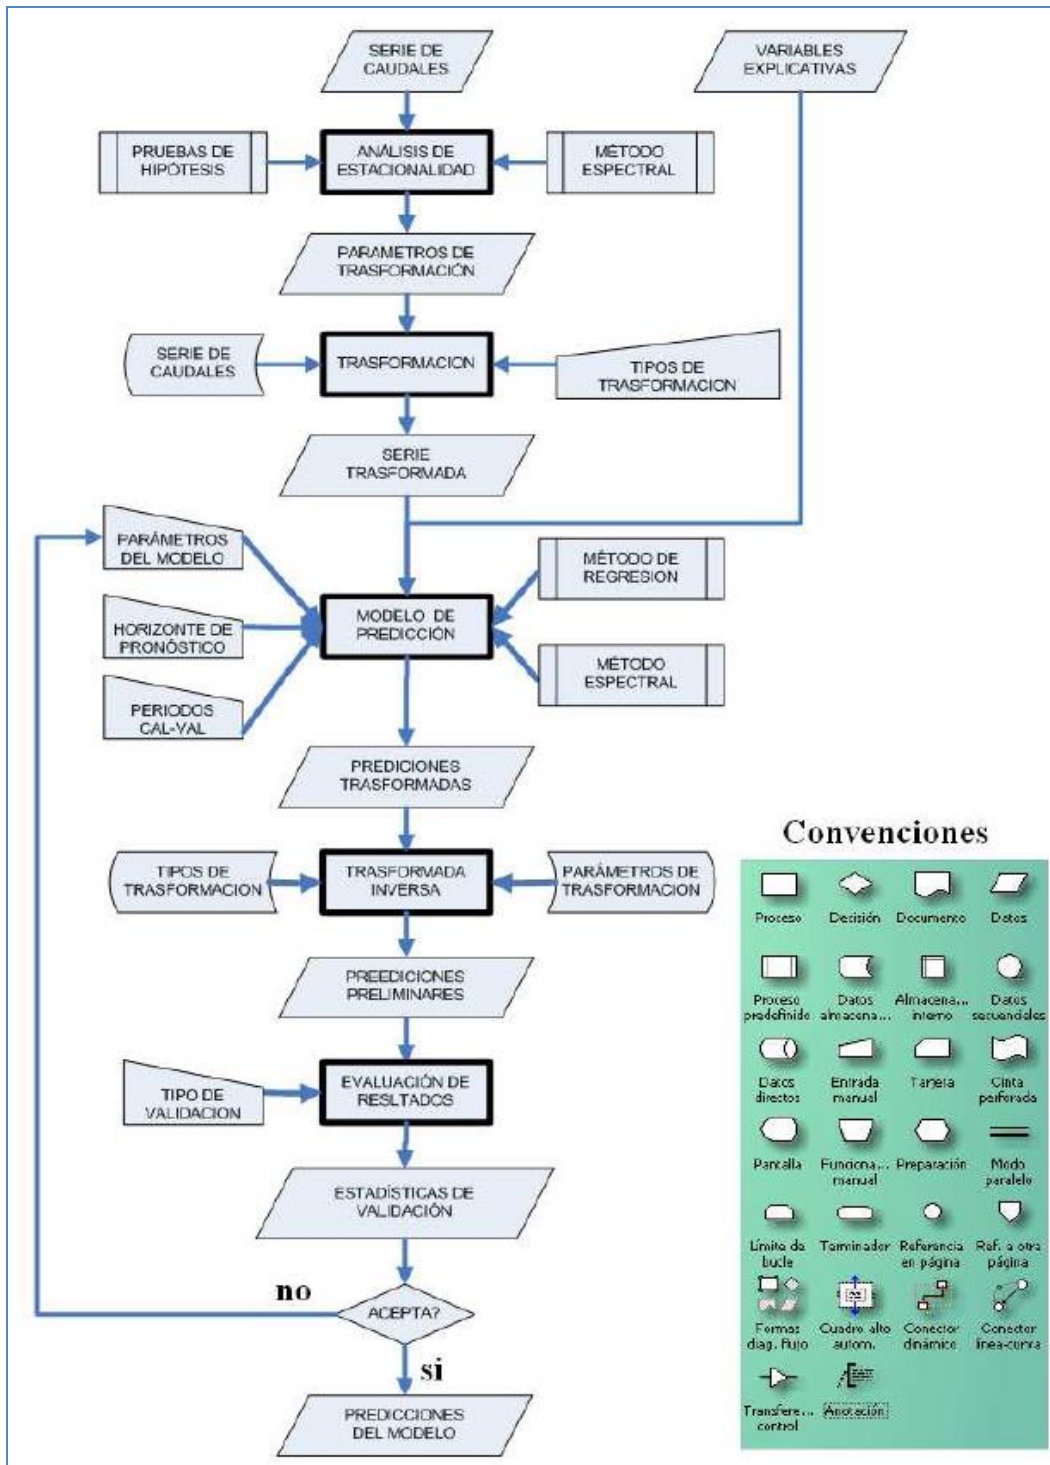 SERIE DE
CAUDALES
VARIABLES
EXPLICATIVAS
PRUEBAS DE
HIPÓTESIS
ANÁLISIS DE
ESTACIONALIDAD
MÉTODO
ESPECTRAL
PARAMETROS DE
TRASFORMACIÓN
SERIE DE
CAUDALES
TRASFORMACION
TIPOS DE
TRASFORMACION
SERIE
TRASFORMADA
PARÁMETROS
DEL MODELO
MÉTODO DE
REGRESION
HORIZONTE DE
PRONÓSTICO
MODELO DE
PREDICCIÓN
MÉTODO
ESPECTRAL
PERIODOS
CAL-VAL
PREDICIONES
TRASFORMADAS
TIPOS DE
TRASFORMACION
TRASFORMADA
INVERSA
PARÁMETROS DE
TRASFORMACION
PREEDICIONES
PRELIMINARES
TIPO DE
VALIDACION
EVALUACIÓN DE
RESLTADOS
ESTADÍSTICAS DE
VALIDACIÓN
no
ACEPTA?
si
PREDICCIONES
DEL MODELO
Convenciones
Proceso Decisión Documento Datos
Proceso Datos Almacena... Datos
predefinido almacena... interno secuenciales
Datos Entrada Tarjeta Cinta
directos manual perforada
Pantalla Funciona... Preparación Modo
manual paralelo
Límite de Terminador Referencia Ref. a otra
bucle en página página
Formas Cuadro alto Conector Conector
diag. flujo autom. dinámico línea-curva
Transfere... Anotación
control